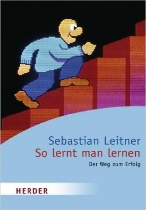 Sebastian Leitner
So lernt man lernen
Der Weg zum Erfolg
HERDER